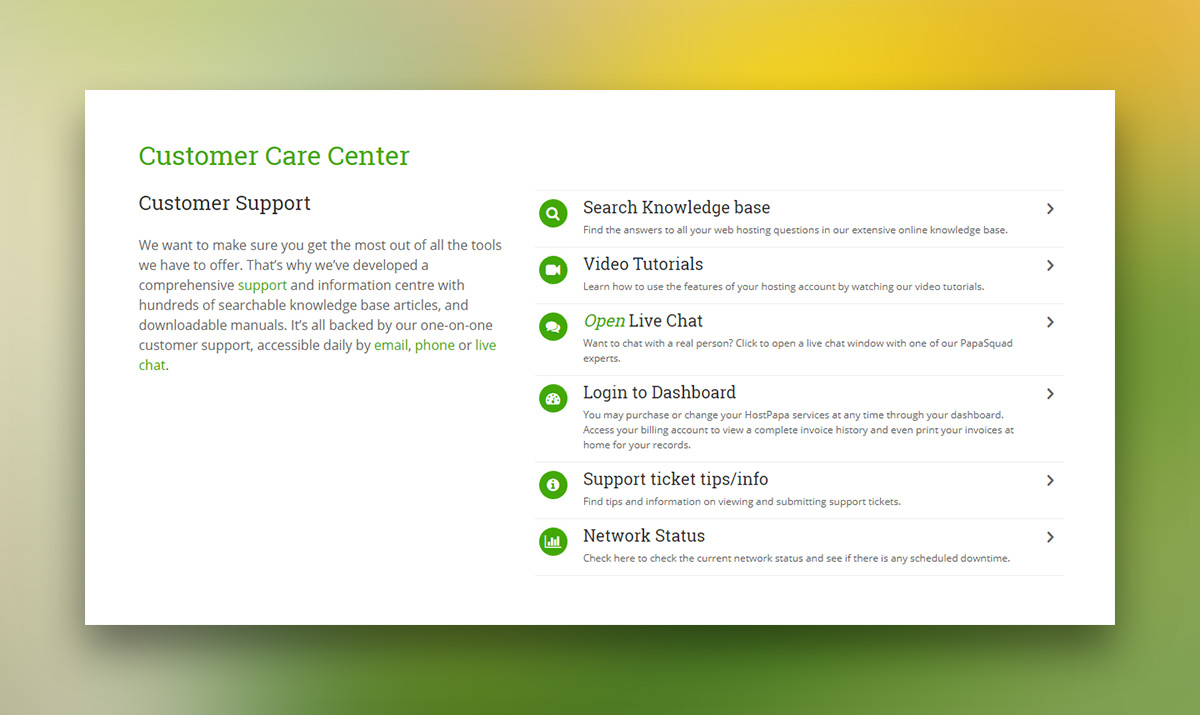 Customer Care Center
Customer Support
We want to make sure you get the most out of all the tools
we have to offer. That's why we've developed a
comprehensive support and information centre with
hundreds of searchable knowledge base articles, and
downloadable manuals. It's all backed by our one-on-one
customer support, accessible daily by email, phone or live
chat.
Search Knowledge base
Find the answers to all your web hosting questions in our extensive online knowledge base.
Video Tutorials
Learn how to use the features of your hosting account by watching our video tutorials.
Open Live Chat
Want to chat with a real person? Click to open a live chat window with one of our PapaSquad
experts.
Login to Dashboard
You may purchase or change your HostPapa services at any time through your dashboard.
Access your billing account to view a complete invoice history and even print your invoices at
home for your records.
Support ticket tips/info
Find tips and information on viewing and submitting support tickets.
Network Status
Check here to check the current network status and see if there is any scheduled downtime.